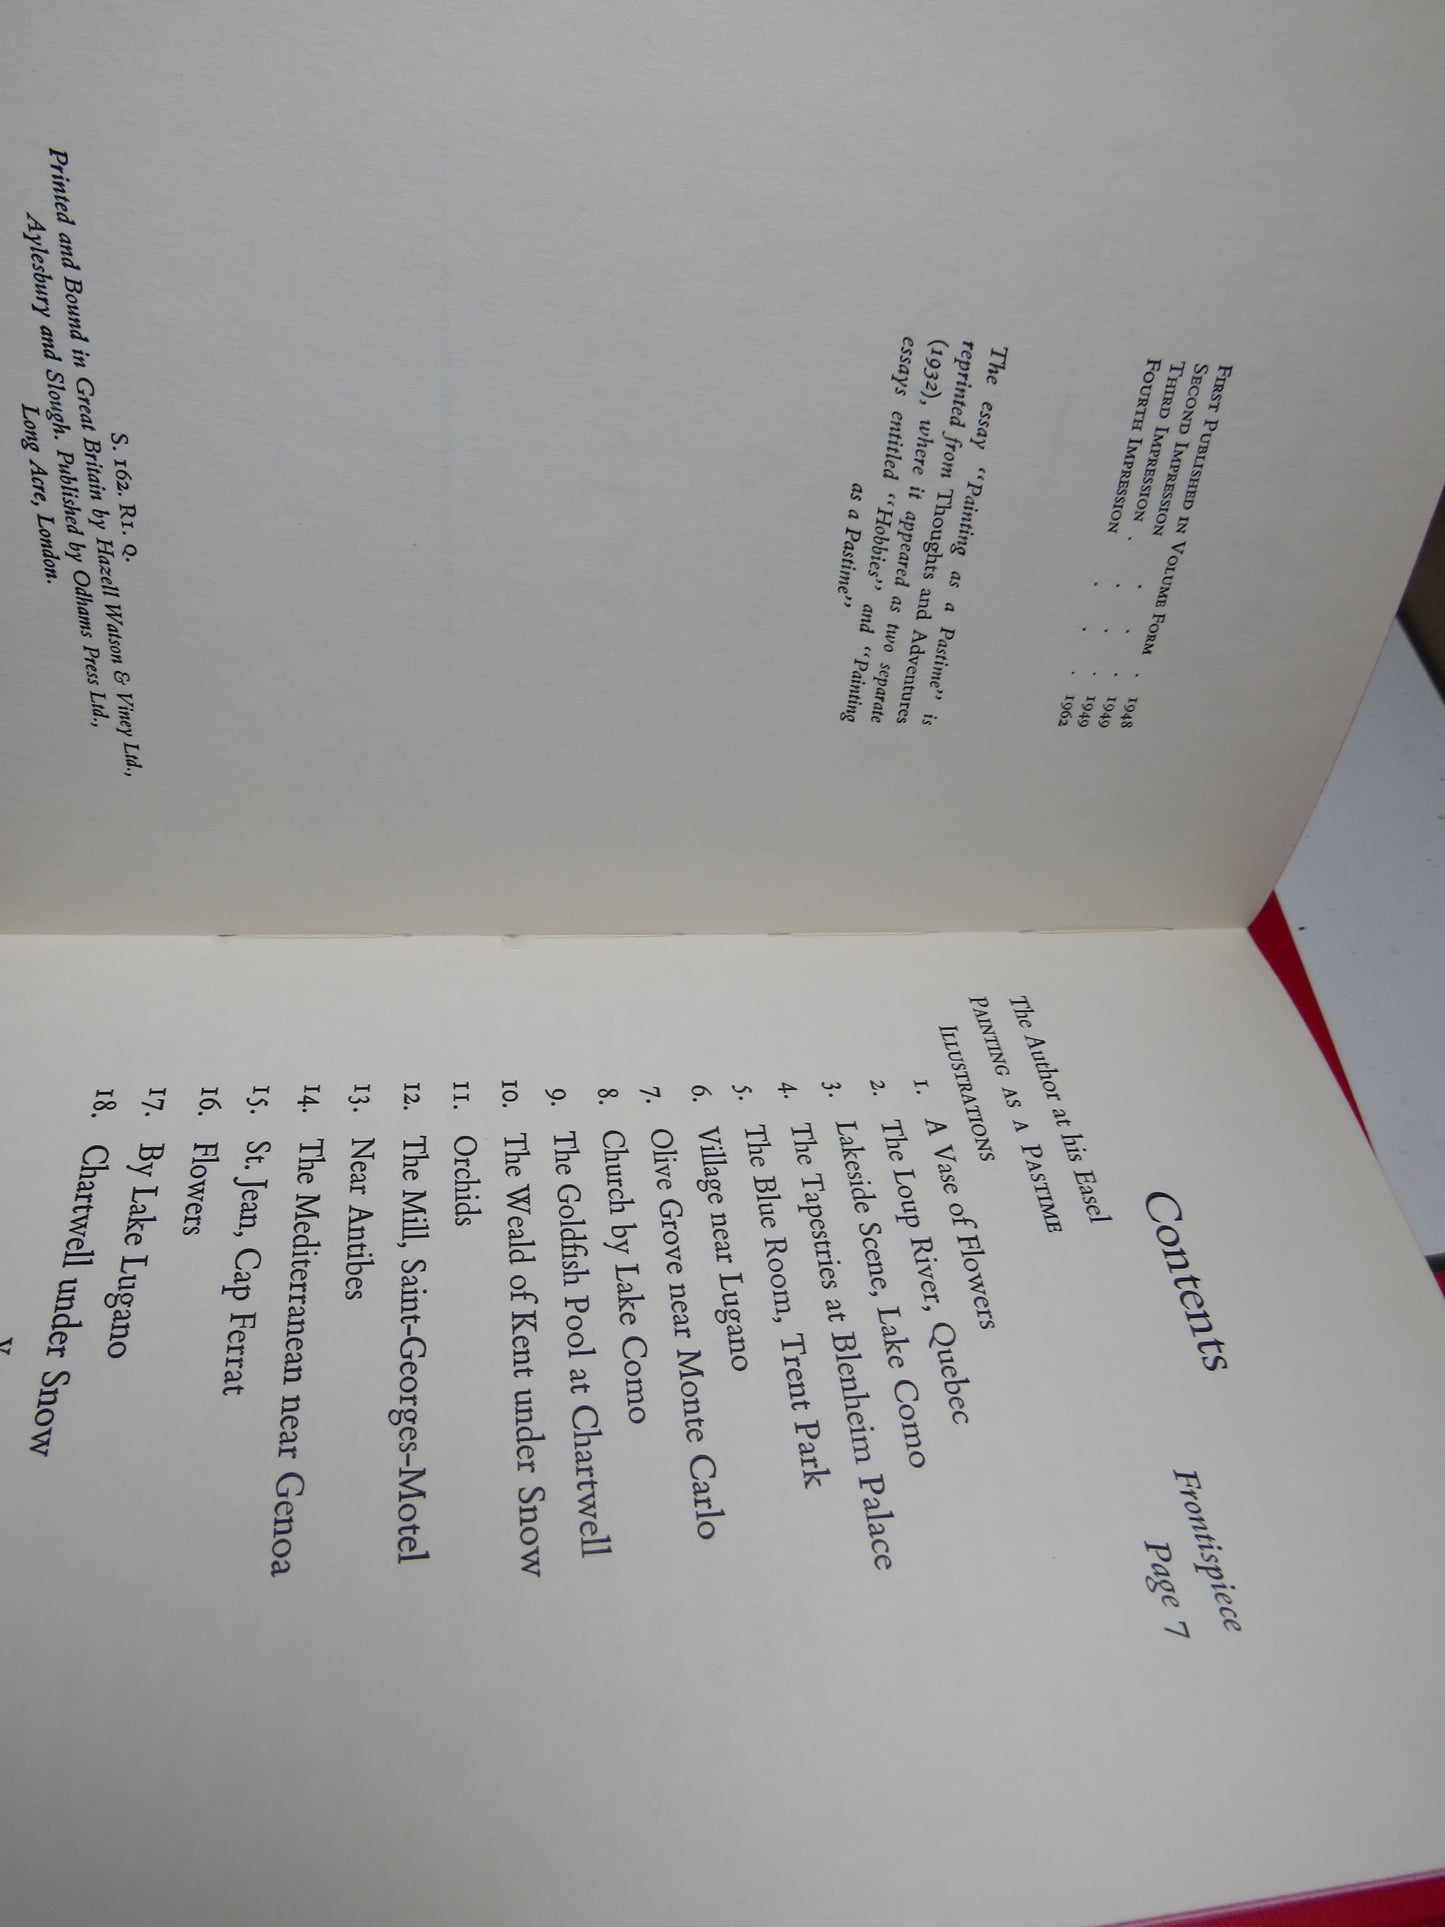 FIRST PUBLISHED IN VOLUME FORM . 1948
SECOND IMPRESSION . . . 1949
THIRD IMPRESSION . . . 1949
FOURTH IMPRESSION . . . 1962
The essay “Painting as a Pastime” is
reprinted from Thoughts and Adventures
(1932), where it appeared as two separate
essays entitled “Hobbies” and “Painting
as a Pastime”
S. 162. R1. Q.
Printed and Bound in Great Britain by Hazell Watson & Viney Ltd.,
Aylesbury and Slough. Published by Odhams Press Ltd.,
Long Acre, London.
Contents
The Author at his Easel Frontispiece
PAINTING AS A PASTIME Page 7
ILLUSTRATIONS
1. A Vase of Flowers
2. The Loup River, Quebec
3. Lakeside Scene, Lake Como
4. The Tapestries at Blenheim Palace
5. The Blue Room, Trent Park
6. Village near Lugano
7. Olive Grove near Monte Carlo
8. Church by Lake Como
9. The Goldfish Pool at Chartwell
10. The Weald of Kent under Snow
11. Orchids
12. The Mill, Saint-Georges-Motel
13. Near Antibes
14. The Mediterranean near Genoa
15. St. Jean, Cap Ferrat
16. Flowers
17. By Lake Lugano
18. Chartwell under Snow